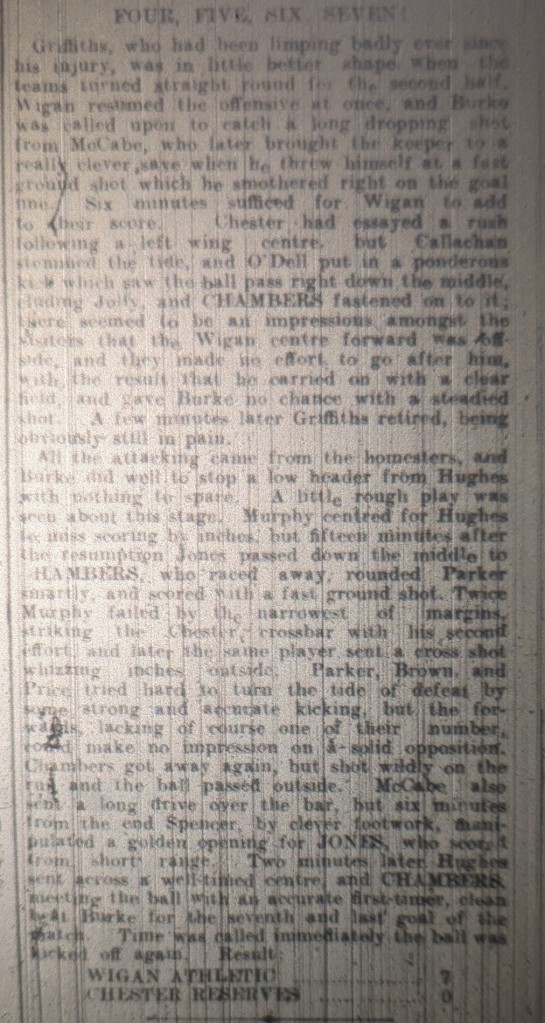 FOUR, FIVE, SIX, SEVEN!
Griffiths, who had been limping badly ever since
his injury, was in little better shape when the
teams turned straight round for the second half.
Wigan resumed the offensive at once, and Burke
was called upon to catch a long dropping shot
from McCabe, who later brought the keeper to a
really clever save when he threw himself at a fast
ground shot which he smothered right on the goal
line. Six minutes sufficed for Wigan to add
to their score. Chester had essayed a rush
following a left wing centre, but Callachan
stemmed the tide, and O'Dell put in a ponderous
kick which saw the ball pass right down the middle,
eluding Jolly, and CHAMBERS fastened on to it;
there seemed to be an impressions amongst the
visitors that the Wigan centre forward was off-
side, and they made no effort to go after him,
with the result that he carried on with a clear
field, and gave Burke no chance with a steadied
shot. A few minutes later Griffiths retired, being
obviously still in pain.
All the attacking came from the homesters, and
Burke did well to stop a low header from Hughes
with nothing to spare. A little rough play was
seen about this stage. Murphy centred for Hughes
to miss scoring by inches, but fifteen minutes after
the resumption Jones passed down the middle to
CHAMBERS, who raced away, rounded Parker
smartly, and scored with a fast ground shot. Twice
Murphy failed by the narrowest of margins,
striking the Chester crossbar with his second
effort, and later the same player sent a cross shot
whizzing inches outside. Parker, Brown, and
Price tried hard to turn the tide of defeat by
some strong and accurate kicking, but the for-
wards, lacking of course one of their number,
could make no impression on a solid opposition.
Chambers got away again, but shot wildly on the
run and the ball passed outside. McCabe also
sent a long drive over the bar, but six minutes
from the end Spencer, by clever footwork, mani-
pulated a golden opening for JONES, who scored
from short range. Two minutes later Hughes
sent across a well-timed centre, and CHAMBERS,
meeting the ball with an accurate first-timer, clean
beat Burke for the seventh and last goal of the
match. Time was called immediately the ball was
kicked off again. Result:
WIGAN ATHLETIC ............ 7
CHESTER RESERVES ......... 0